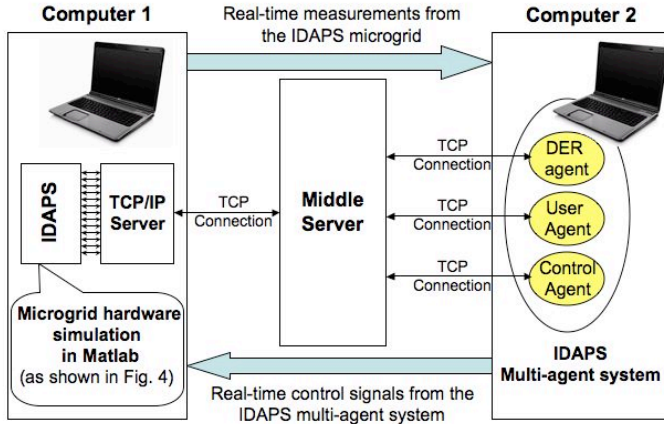 Computer 1
Real-time measurements from
the IDAPS microgrid
Computer 2
IDAPS
TCP/IP
Server
TCP
Connection
Middle
Server
TCP
Connection
DER
agent
TCP
Connection
User
Agent
TCP
Connection
Control
Agent
Microgrid hardware
simulation
in Matlab
(as shown in Fig. 4)
IDAPS
Multi-agent system
Real-time control signals from the
IDAPS multi-agent system